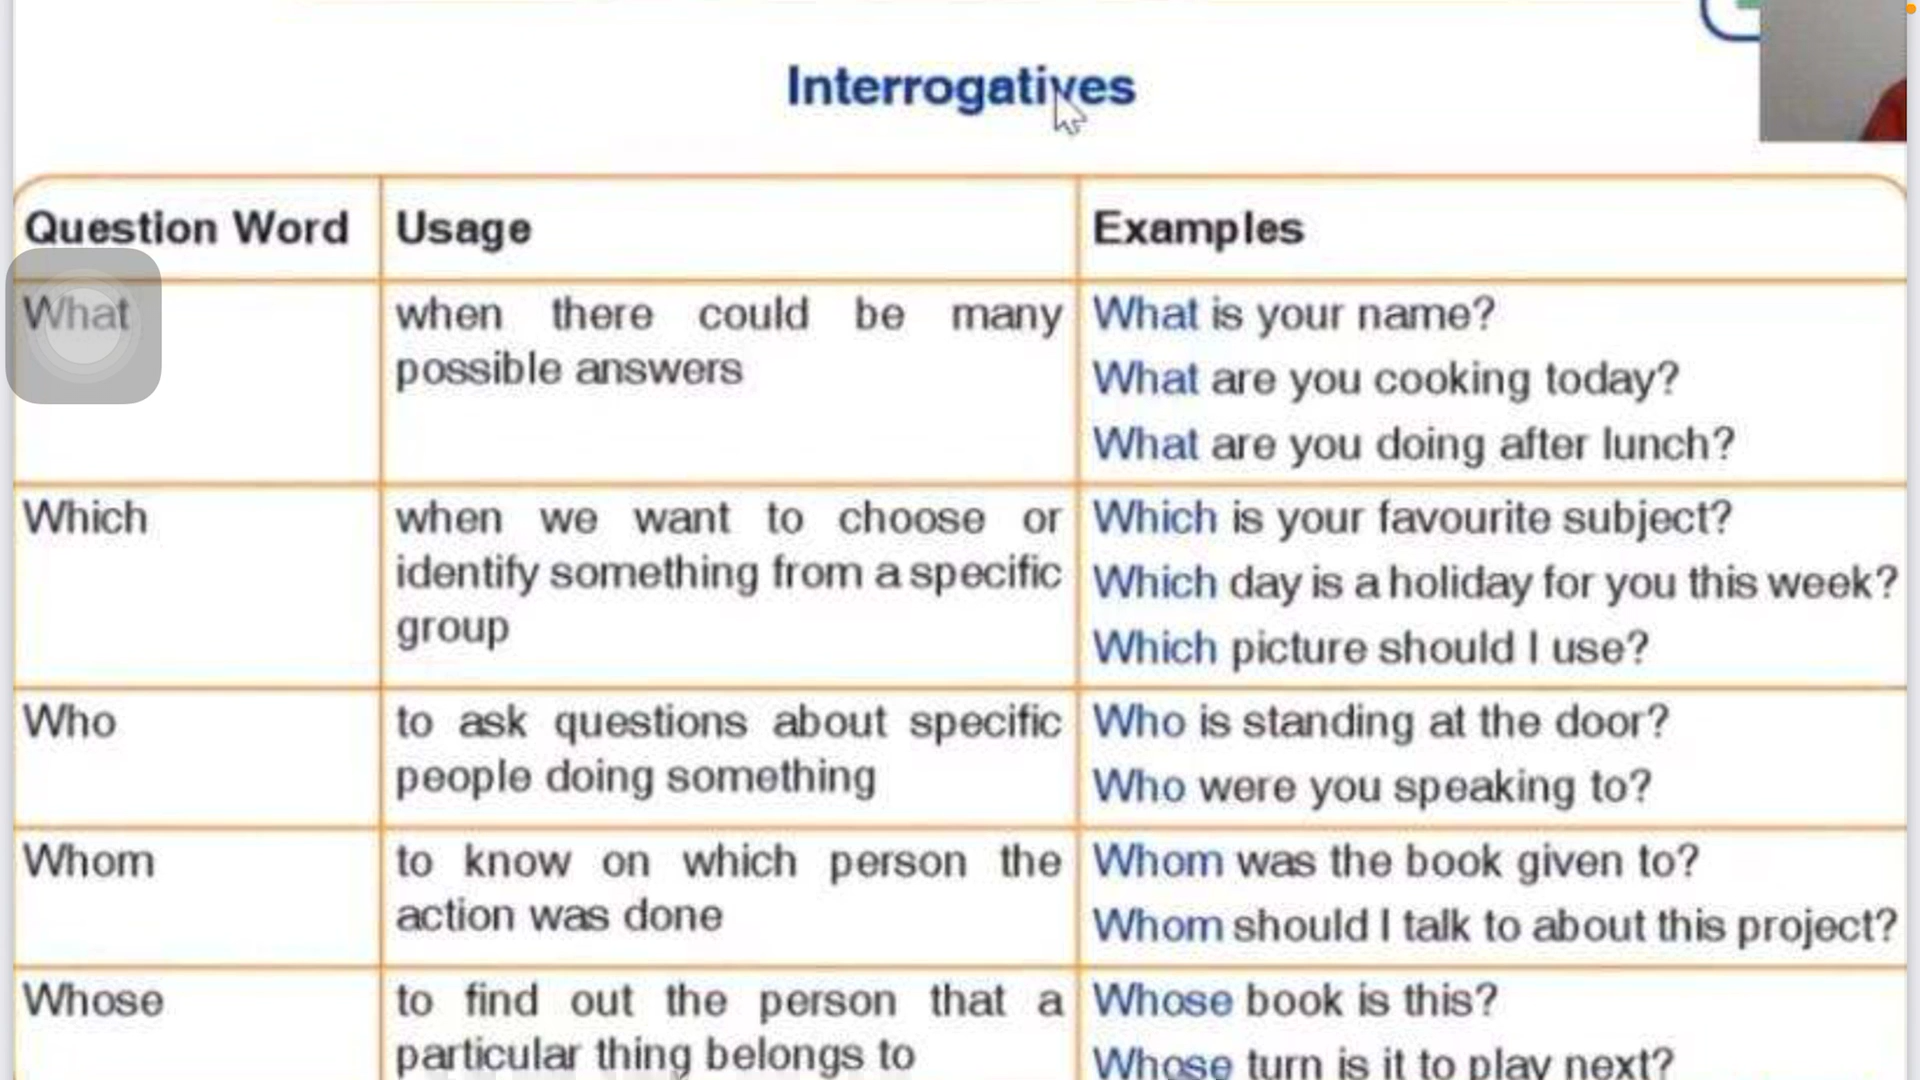 Interrogatives
Question Word
Usage
Examples
What
when there could be many
possible answers
What is your name?
What are you cooking today?
What are you doing after lunch?
Which
when we want to choose or
identify something from a specific
group
Which is your favourite subject?
Which day is a holiday for you this week?
Which picture should I use?
Who
to ask questions about specific
people doing something
Who is standing at the door?
Who were you speaking to?
Whom
to know on which person the
action was done
Whom was the book given to?
Whom should I talk to about this project?
Whose
to find out the person that a
particular thing belongs to
Whose book is this?
Whose turn is it to play next?